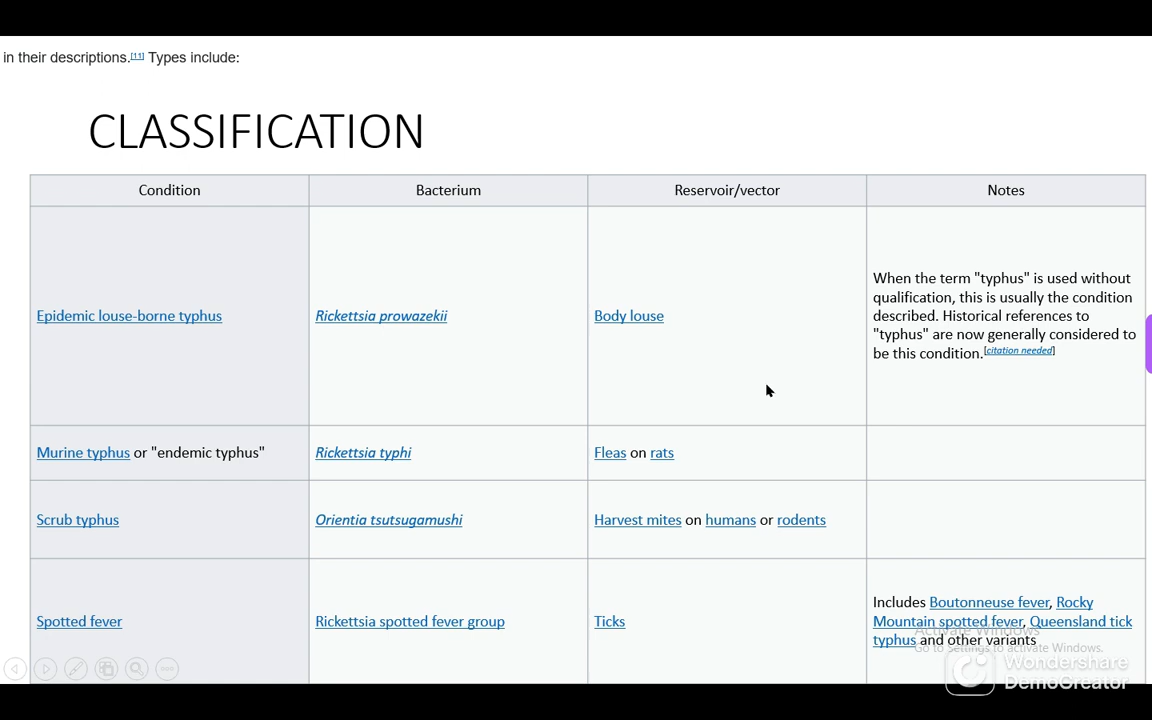 in their descriptions.[11] Types include:
CLASSIFICATION
Condition
Bacterium
Reservoir/vector
Notes
Epidemic louse-borne typhus
Rickettsia prowazekii
Body louse
When the term "typhus" is used without
qualification, this is usually the condition
described. Historical references to
"typhus" are now generally considered to
be this condition.[citation needed]
Murine typhus or "endemic typhus"
Rickettsia typhi
Fleas on rats
Scrub typhus
Orientia tsutsugamushi
Harvest mites on humans or rodents
Spotted fever
Rickettsia spotted fever group
Ticks
Includes Boutonneuse fever, Rocky
Mountain spotted fever, Queensland tick
typhus and other variants
Activate Windows
Go to Settings to activate Windows.
Wondershare
DemoCreator